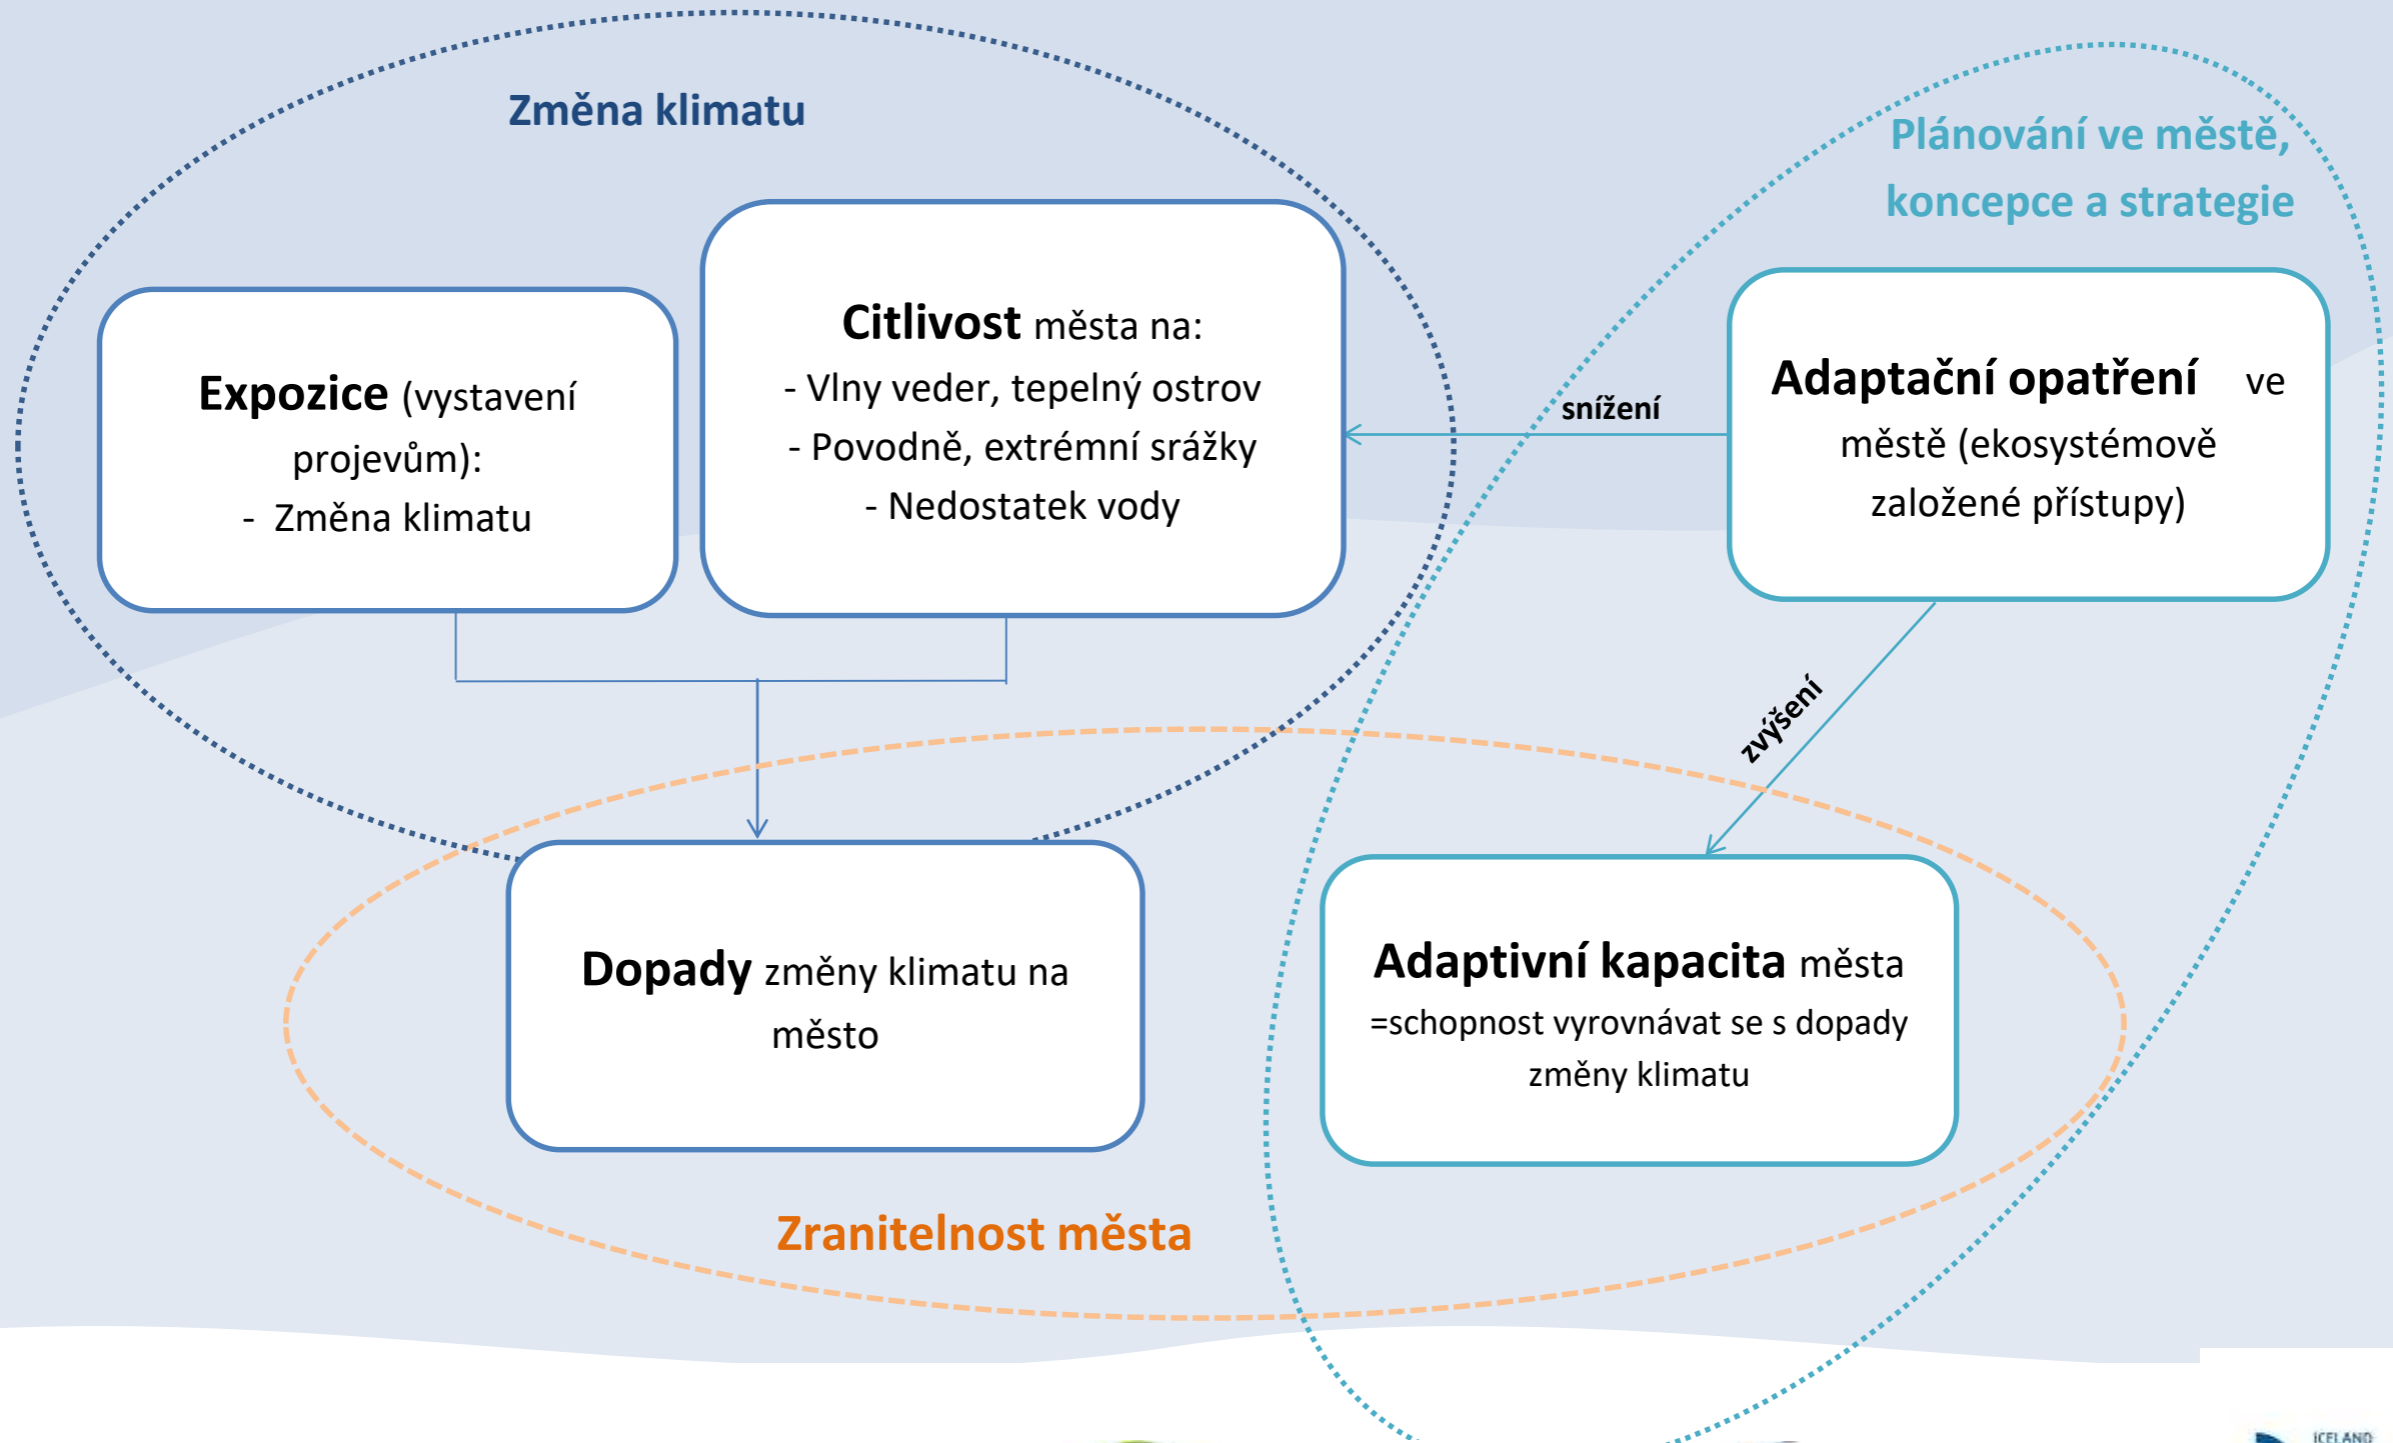 Změna klimatu
Plánování ve městě,
koncepce a strategie
Expozice (vystavení
projevům):
- Změna klimatu
Citlivost města na:
- Vlny veder, tepelný ostrov
- Povodně, extrémní srážky
- Nedostatek vody
snížení
Adaptační opatření ve
městě (ekosystémově
založené přístupy)
zvýšení
Dopady změny klimatu na
město
Adaptivní kapacita města
=schopnost vyrovnávat se s dopady
změny klimatu
Zranitelnost města
ICELAND